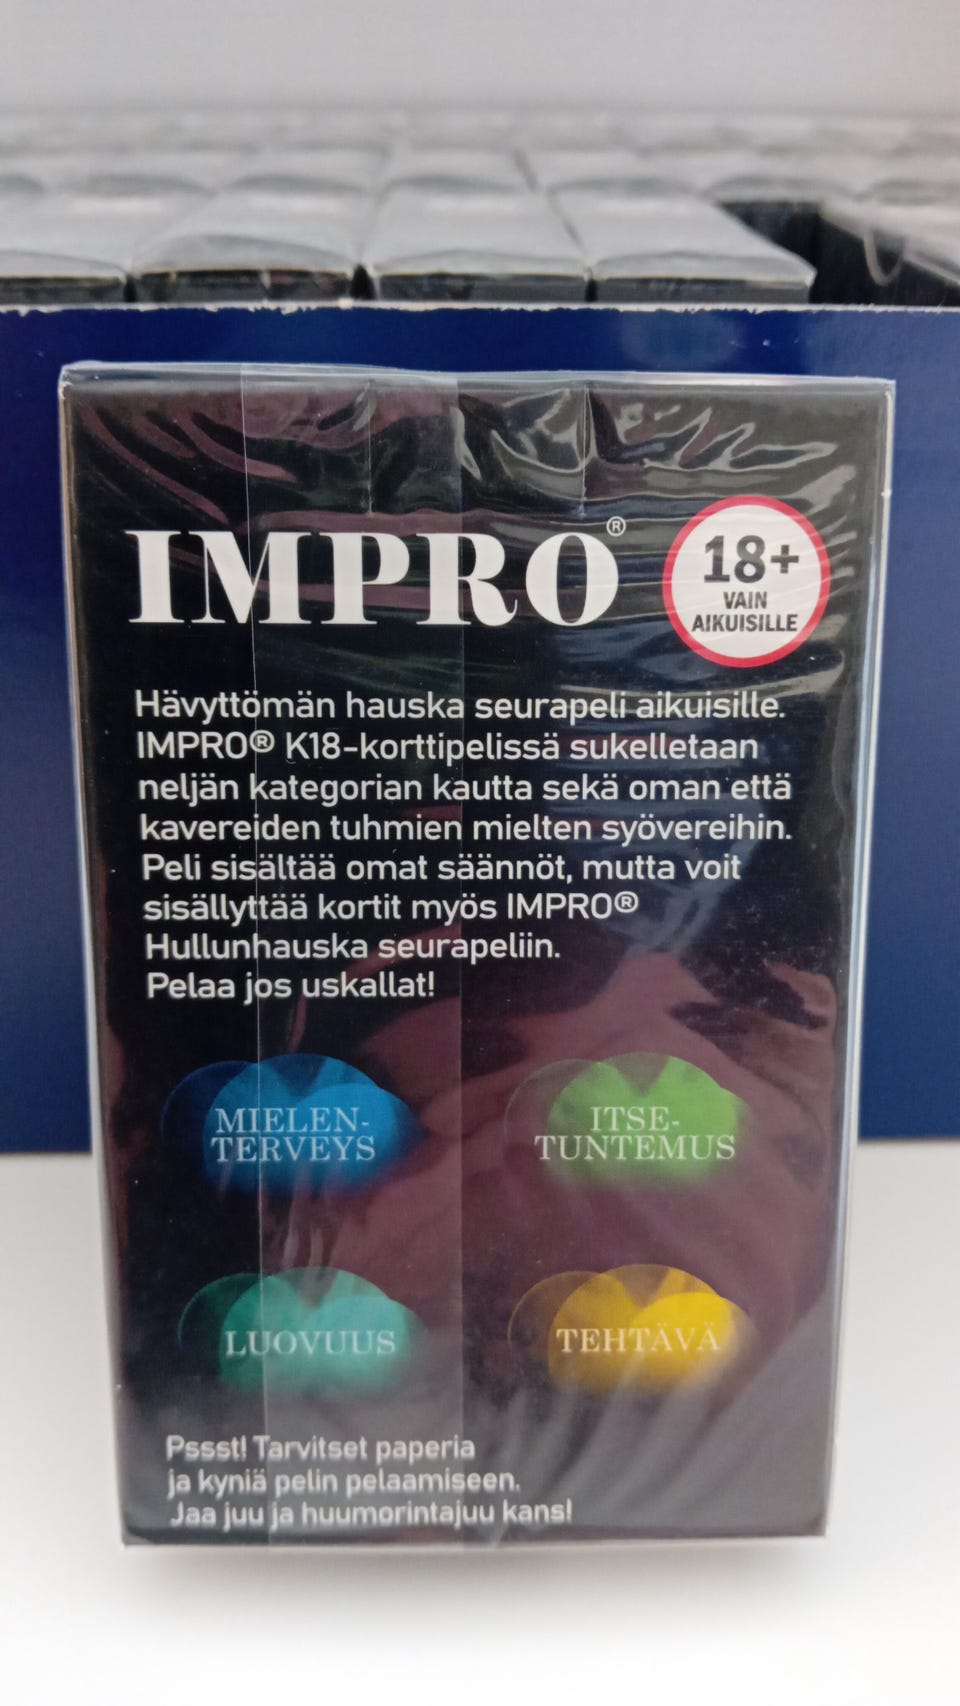 IMPRO®
18+
VAIN
AIKUISILLE
Hävyttömän hauska seurapeli aikuisille.
IMPRO® K18-korttipelissä sukelletaan
neljän kategorian kautta sekä oman että
kavereiden tuhmien mielten syövereihin.
Peli sisältää omat säännöt, mutta voit
sisällyttää kortit myös IMPRO®
Hullunhauska seurapeliin.
Pelaa jos uskallat!
MIELEN-
TERVEYS
ITSE-
TUNTEMUS
LUOVUUS
TEHTÄVÄ
Pssst! Tarvitset paperia
ja kyniä pelin pelaamiseen.
Jaa juu ja huumorintajuu kans!